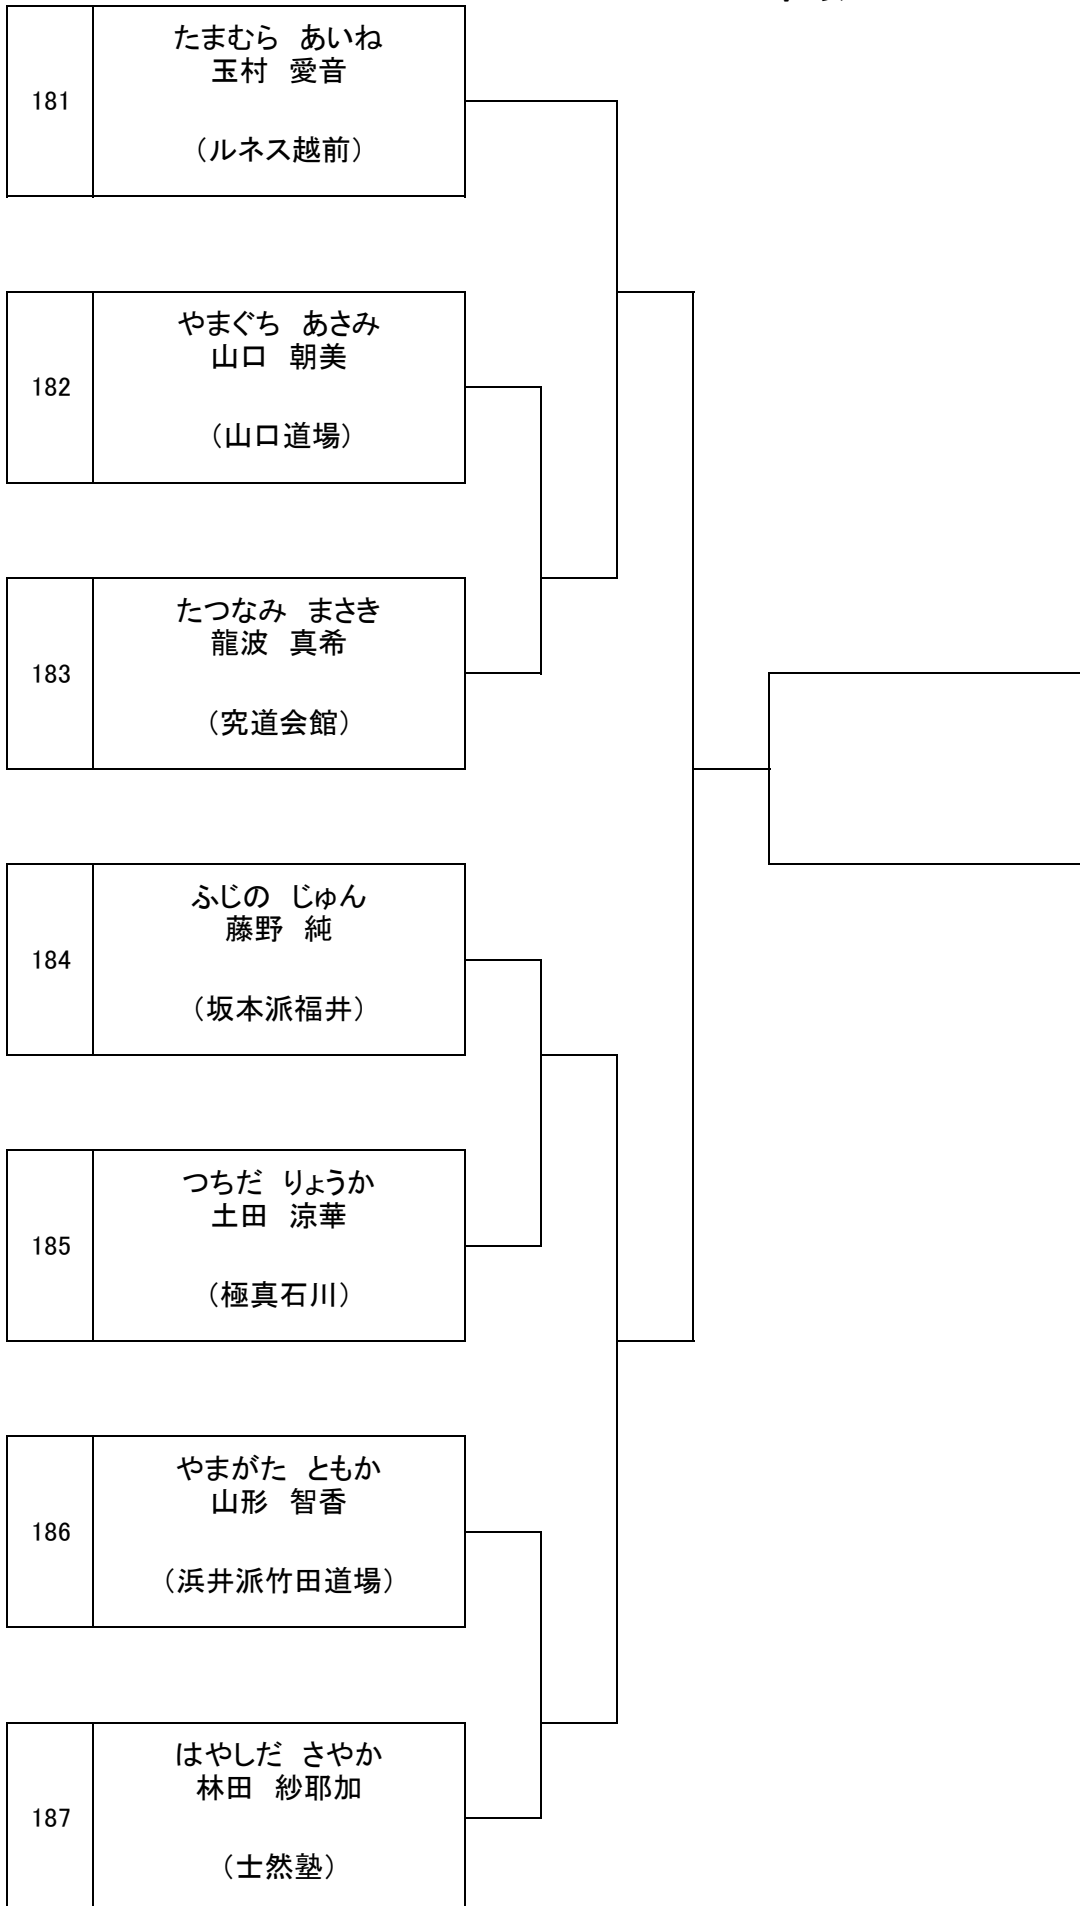 たまむら　あいね
玉村　愛音
181
（ルネス越前）
やまぐち　あさみ
山口　朝美
182
（山口道場）
たつなみ　まさき
龍波　真希
183
（究道会館）
ふじの　じゅん
藤野　純
184
（坂本派福井）
つちだ　りょうか
土田　涼華
185
（極真石川）
やまがた　ともか
山形　智香
186
（浜井派竹田道場）
はやしだ　さやか
林田　紗耶加
187
（士然塾）